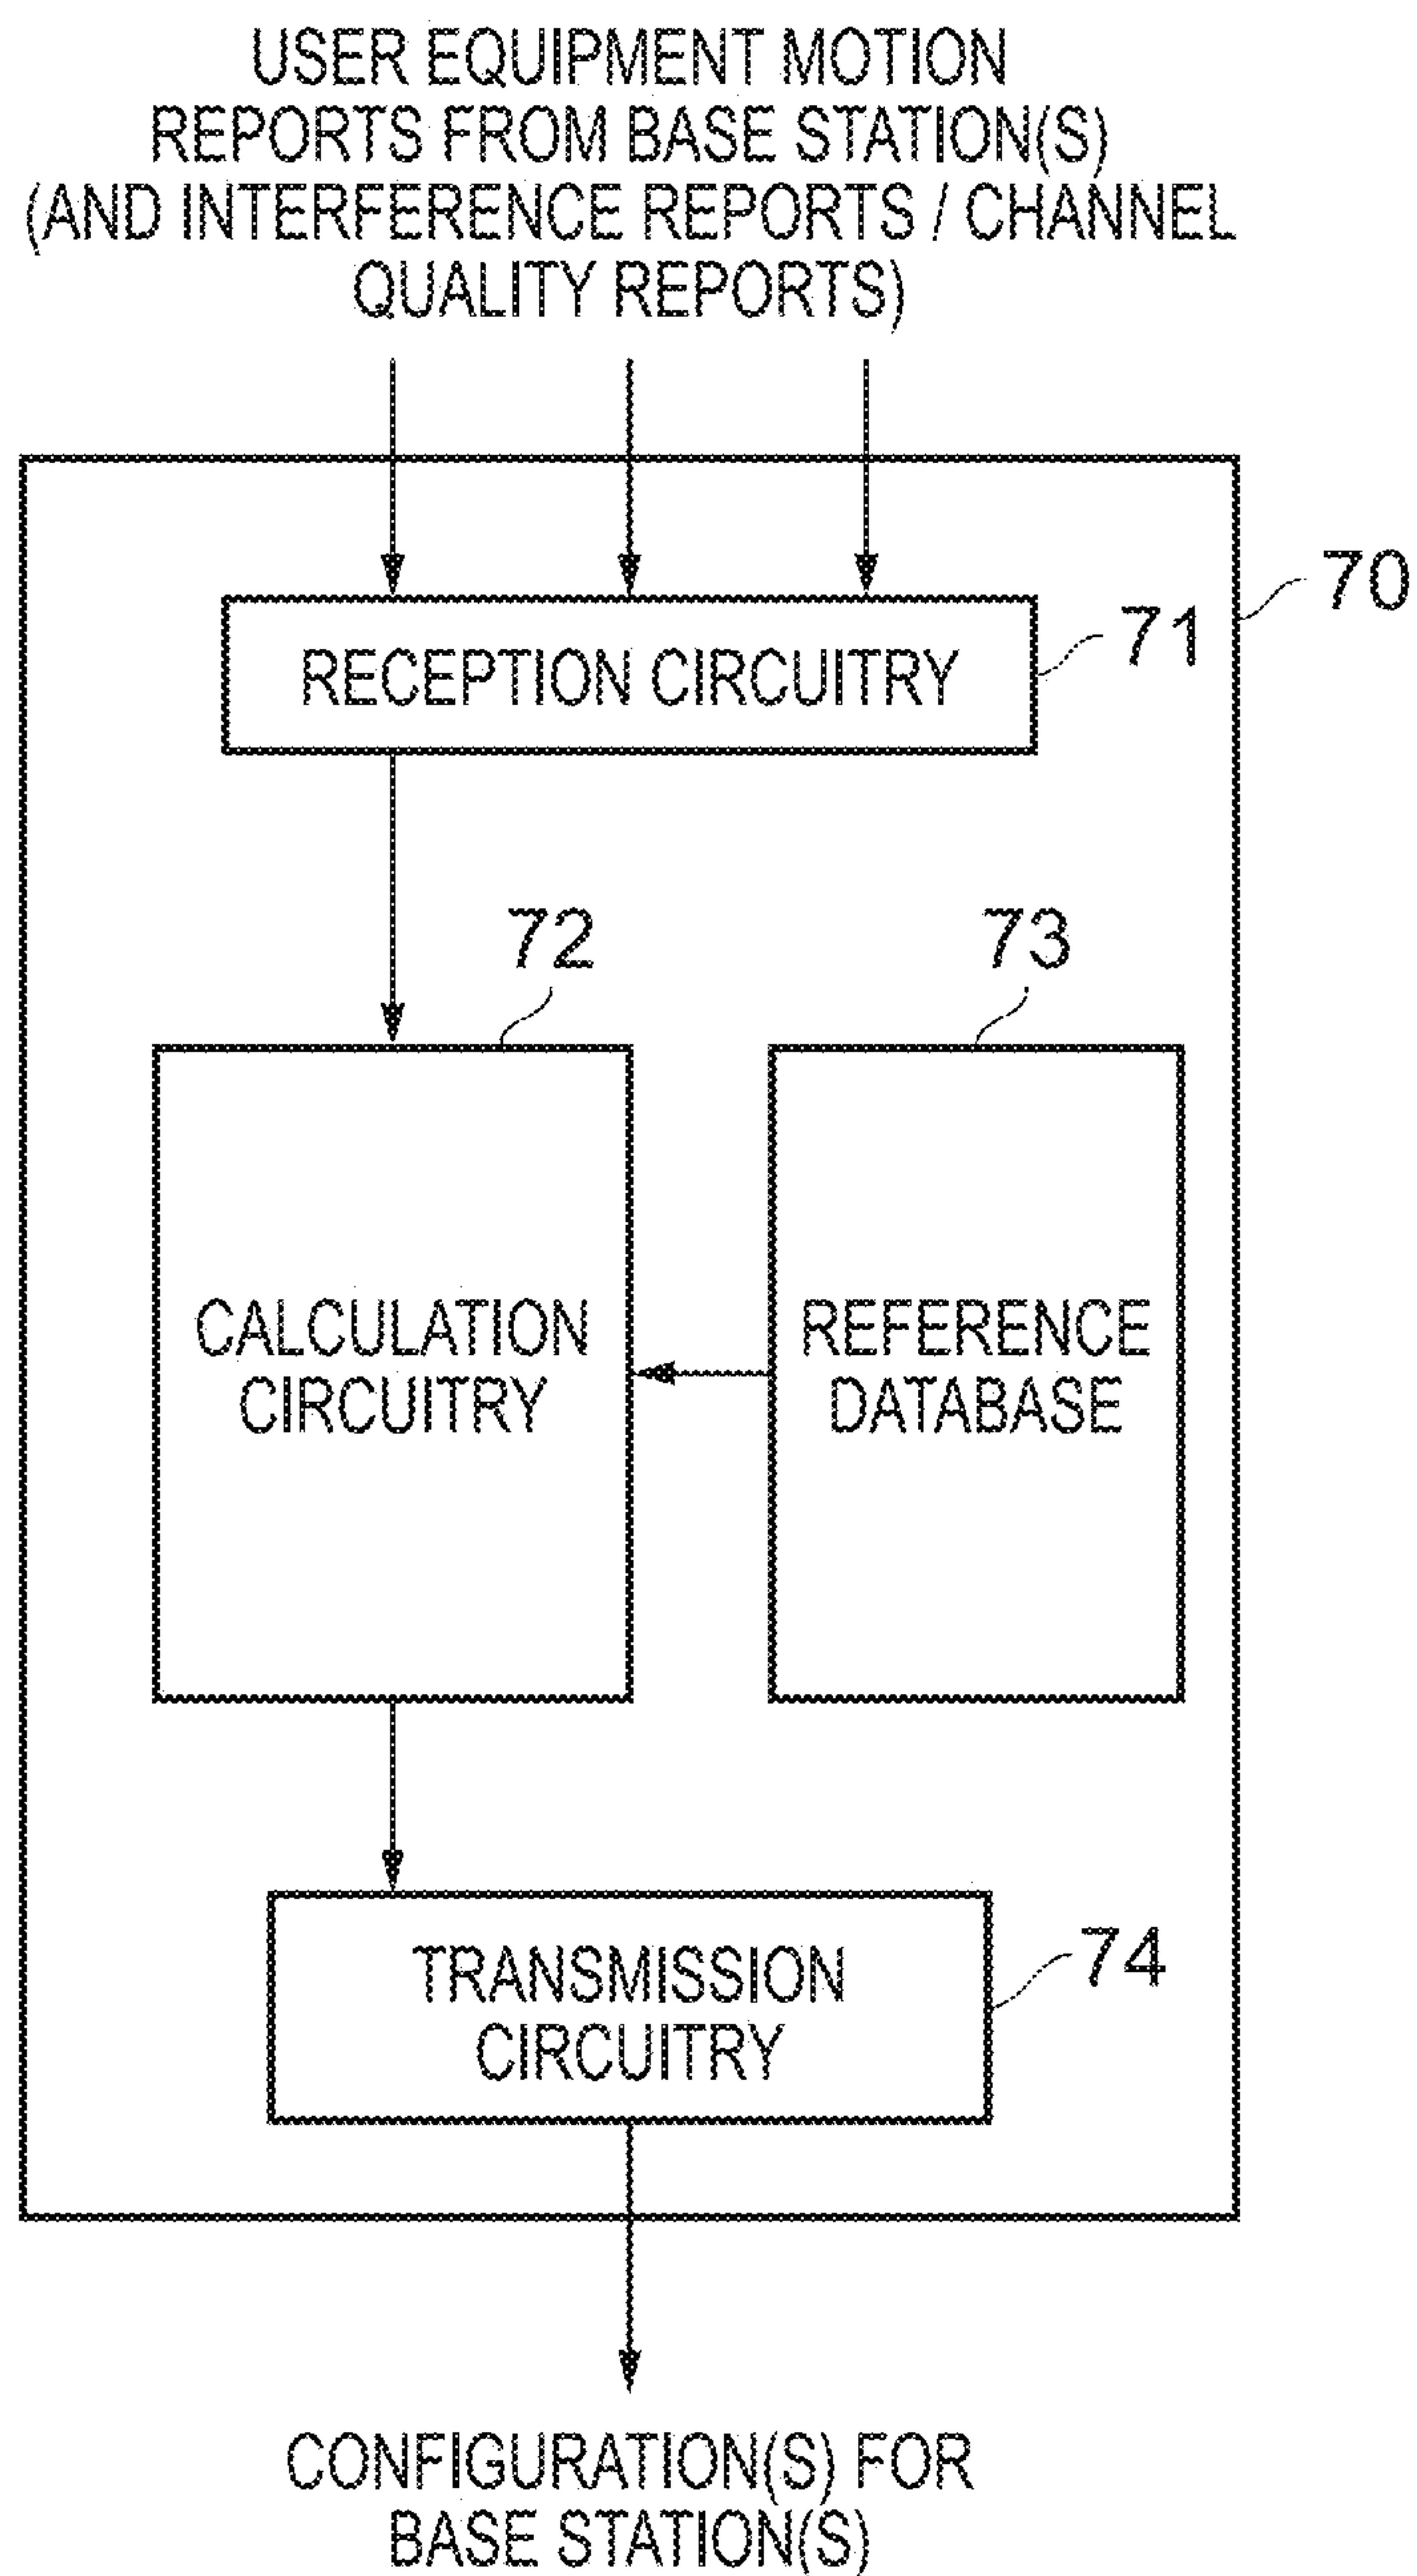 USER EQUIPMENT MOTION
REPORTS FROM BASE STATION(S)
(AND INTERFERENCE REPORTS / CHANNEL
QUALITY REPORTS)
70
71
RECEPTION CIRCUITRY
72
73
CALCULATION
CIRCUITRY
REFERENCE
DATABASE
74
TRANSMISSION
CIRCUITRY
CONFIGURATION(S) FOR
BASE STATION(S)